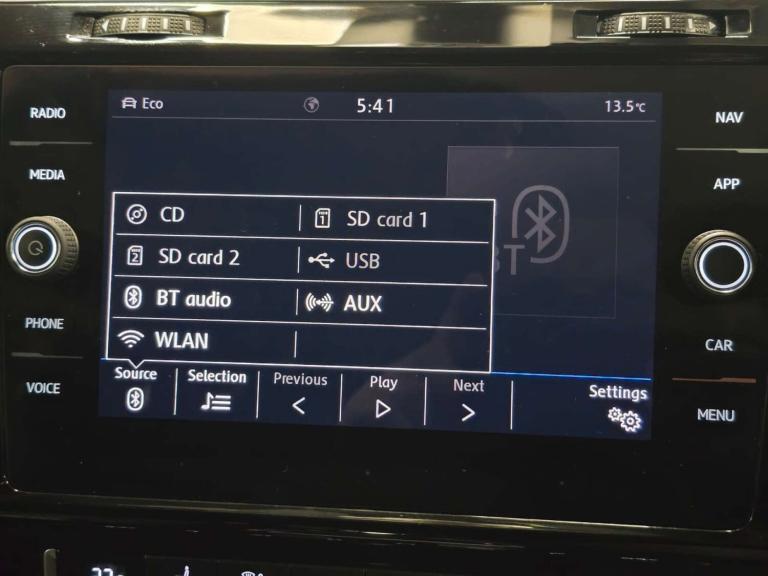 Eco 5:41 13.5°C
RADIO
NAV
MEDIA
APP
BT
CD SD card 1
SD card 2 USB
BT audio AUX
WLAN
PHONE
CAR
VOICE
MENU
Source Selection Previous Play Next Settings